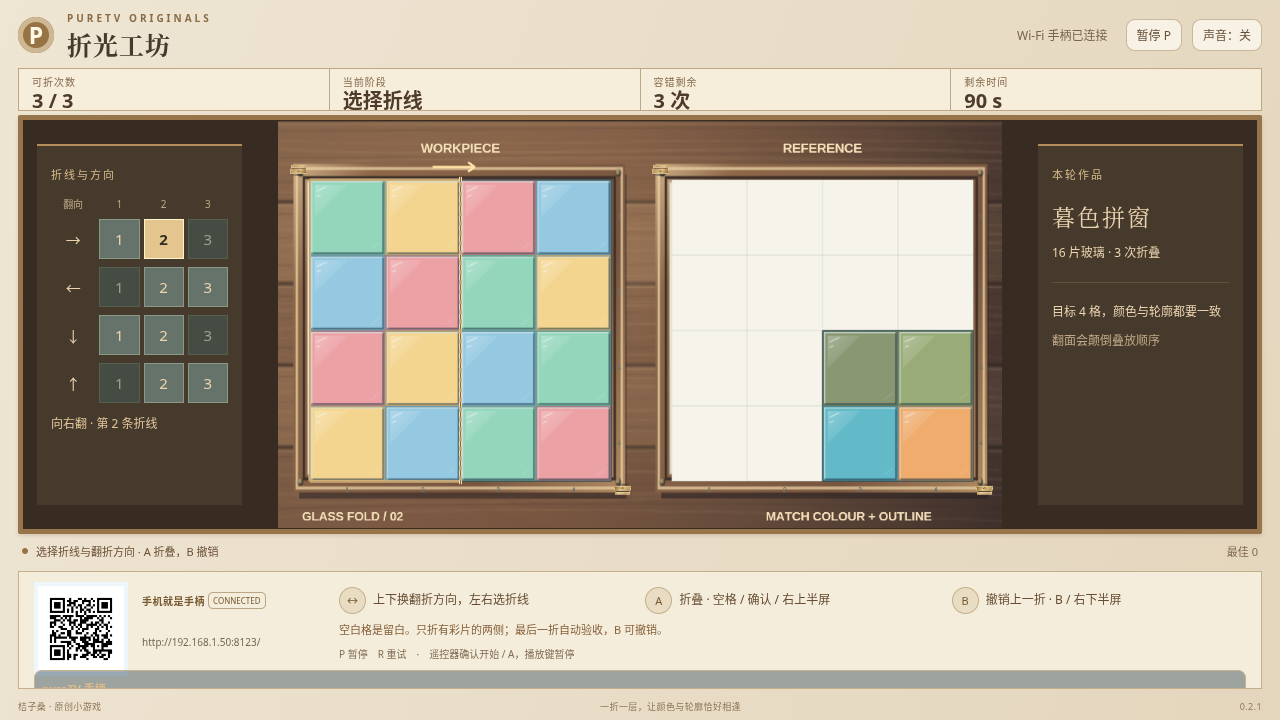 P
PURETV ORIGINALS
折光工坊
Wi-Fi 手柄已连接
暂停 P
声音：关
可折次数
3 / 3
当前阶段
选择折线
容错剩余
3 次
剩余时间
90 s
折线与方向
翻向 1 2 3
→ 1 2 3
← 1 2 3
↓ 1 2 3
↑ 1 2 3
向右翻 · 第 2 条折线
WORKPIECE
REFERENCE
GLASS FOLD / 02
MATCH COLOUR + OUTLINE
本轮作品
暮色拼窗
16 片玻璃 · 3 次折叠
目标 4 格，颜色与轮廓都要一致
翻面会颠倒叠放顺序
选择折线与翻折方向 · A 折叠，B 撤销
最佳 0
手机就是手柄 CONNECTED
http://192.168.1.50:8123/
↔ 上下换翻折方向，左右选折线
A 折叠 · 空格 / 确认 / 右上半屏
B 撤销上一折 · B / 右下半屏
空白格是留白。只折有彩片的两侧；最后一折自动验收，B 可撤销。
P 暂停 R 重试 · 遥控器确认开始 / A，播放键暂停
桔子桑 · 原创小游戏
一折一层，让颜色与轮廓恰好相逢
0.2.1